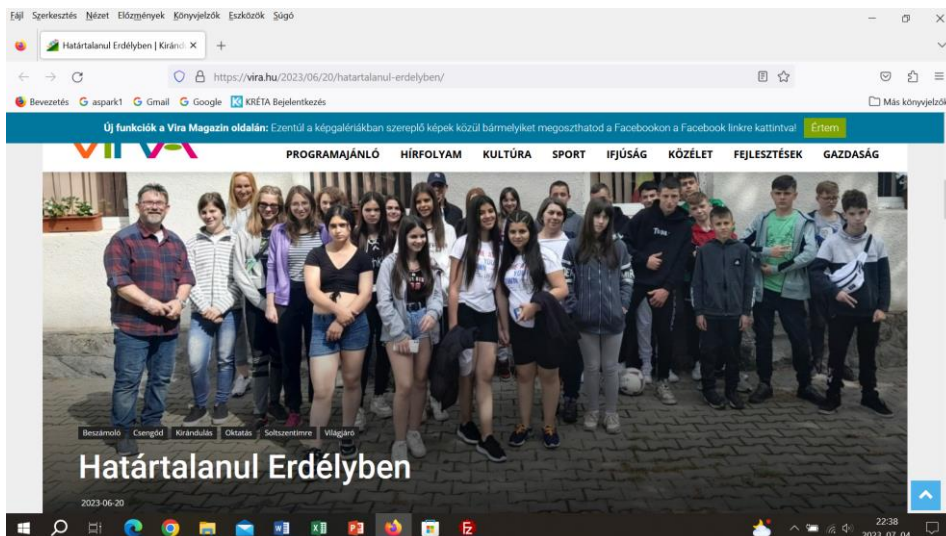 Fájl Szerkesztés Nézet Előzmények Könyvjelzők Eszközök Súgó
Határtalanul Erdélyben | Kiránd
https://vira.hu/2023/06/20/hatartalanul-erdelyben/
Bevezetés aspark1 Gmail Google KRÉTA Bejelentkezés Más könyvjelzők
Új funkciók a Vira Magazin oldalán: Ezentúl a képgalériákban szereplő képek közül bármelyiket megoszthatod a Facebookon a Facebook linkre kattintva! Értem
PROGRAMAJÁNLÓ HÍRFOLYAM KULTÚRA SPORT IFJÚSÁG KÖZÉLET FEJLESZTÉSEK GAZDASÁG
Beszámoló Csengőd Kirándulás Oktatás Soltszentimre Világjáró
Határtalanul Erdélyben
2023-06-20
22:38
2023. 07. 04.